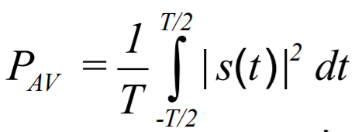 P_AV = 1/T ∫_{-T/2}^{T/2} |s(t)|² dt